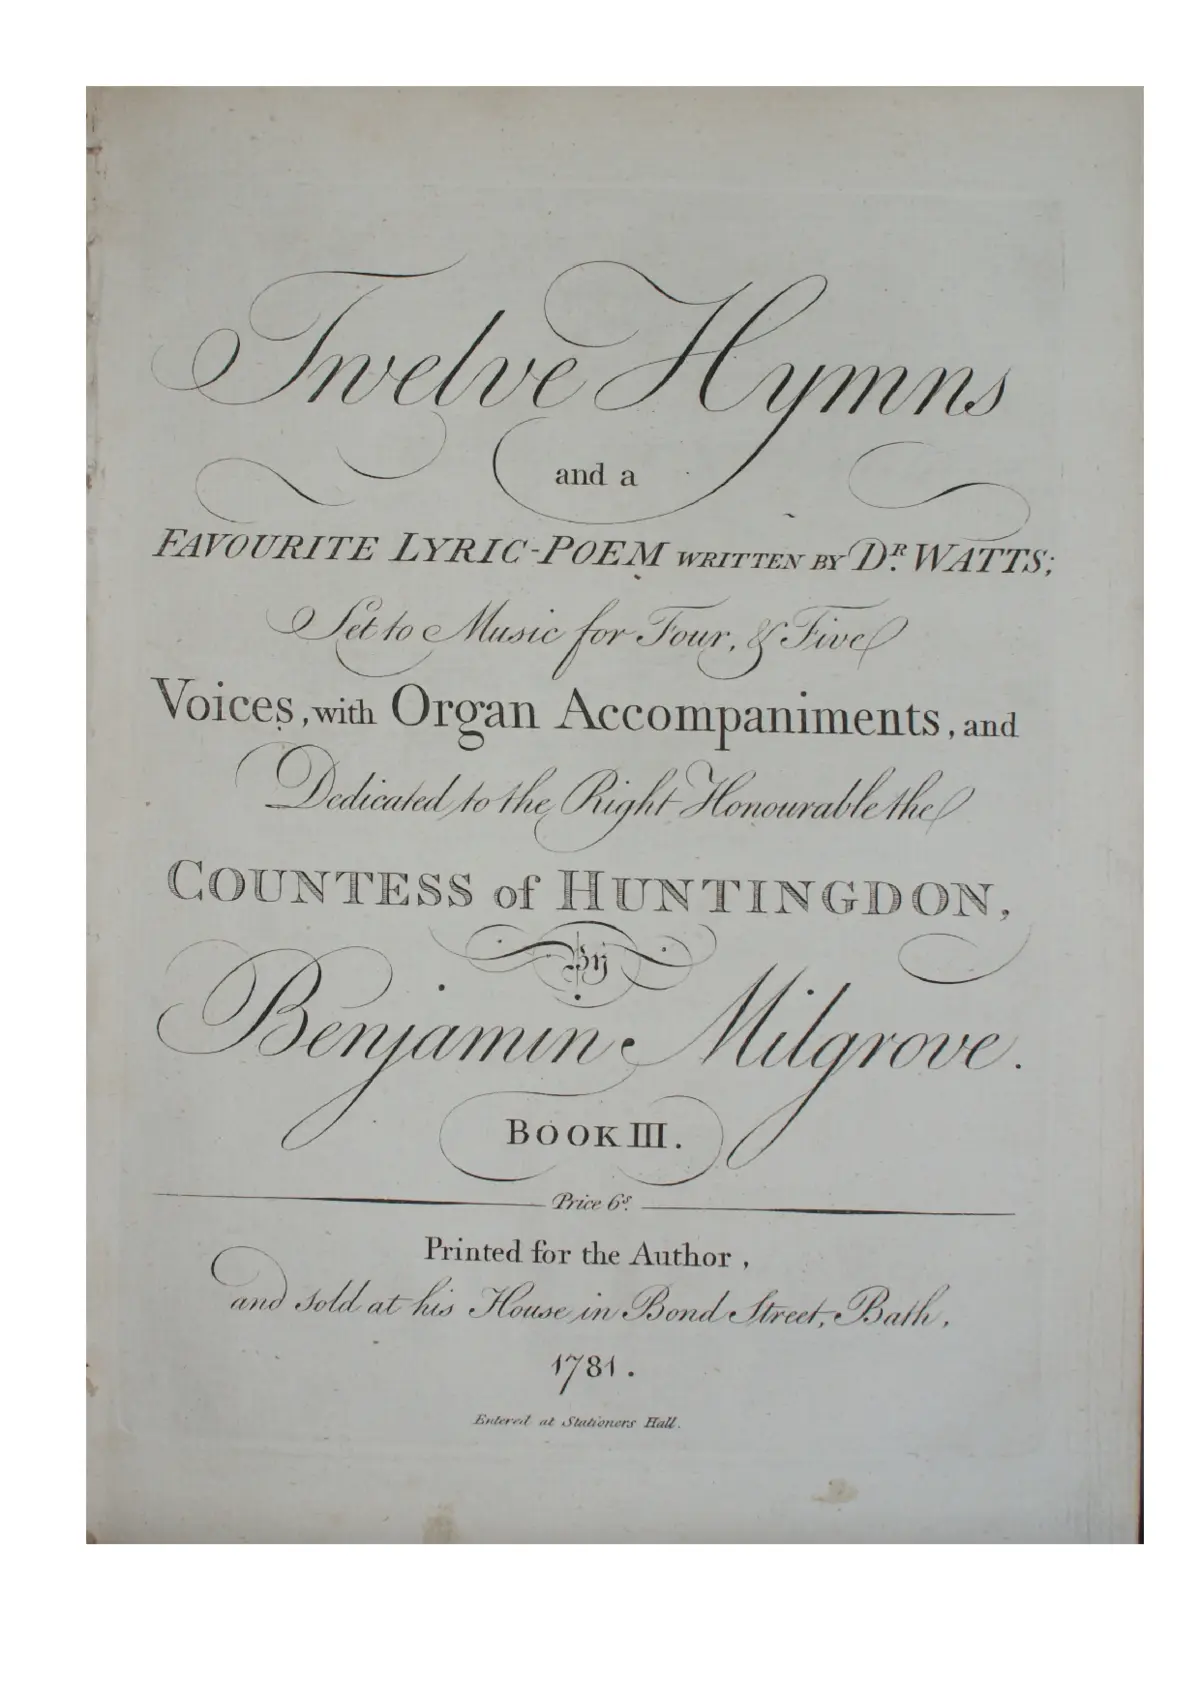 Twelve Hymns
and a
FAVOURITE LYRIC-POEM WRITTEN BY DR. WATTS;
Set to Music for Four, & Five
Voices, with Organ Accompaniments, and
Dedicated to the Right Honourable the
COUNTESS of HUNTINGDON,
By
Benjamin Milgrove.
BOOK III.
Price 6s.
Printed for the Author,
and sold at his House in Bond Street, Bath,
1781.
Entered at Stationers Hall.